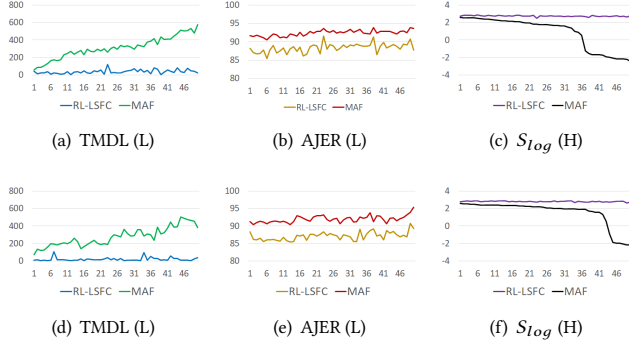 800
600
400
200
0
1 6 11 16 21 26 31 36 41 46
RL-LSFC MAF
(a) TMDL (L)
100
95
90
85
80
1 6 11 16 21 26 31 36 41 46
RL-LSFC MAF
(b) AJER (L)
4
2
0
-2
-4
1 6 11 16 21 26 31 36 41 46
RL-LSFC MAF
(c) Slog (H)
800
600
400
200
0
1 6 11 16 21 26 31 36 41 46
RL-LSFC MAF
(d) TMDL (L)
100
95
90
85
80
1 6 11 16 21 26 31 36 41 46
RL-LSFC MAF
(e) AJER (L)
4
2
0
-2
-4
1 6 11 16 21 26 31 36 41 46
RL-LSFC MAF
(f) Slog (H)